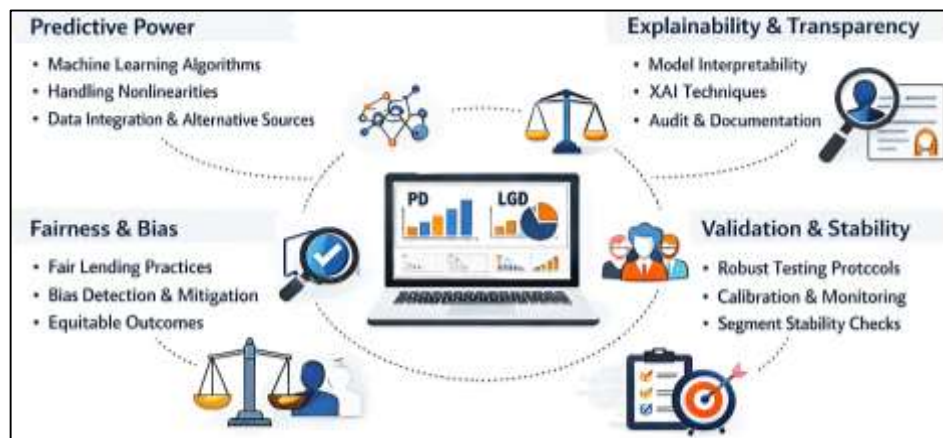 Predictive Power
• Machine Learning Algorithms
• Handling Nonlinearities
• Data Integration & Alternative Sources
Explainability & Transparency
• Model Interpretability
• XAI Techniques
• Audit & Documentation
PD
LGD
Fairness & Bias
• Fair Lending Practices
• Bias Detection & Mitigation
• Equitable Outcomes
Validation & Stability
• Robust Testing Protccols
• Calibration & Monitoring
• Segment Stability Checks